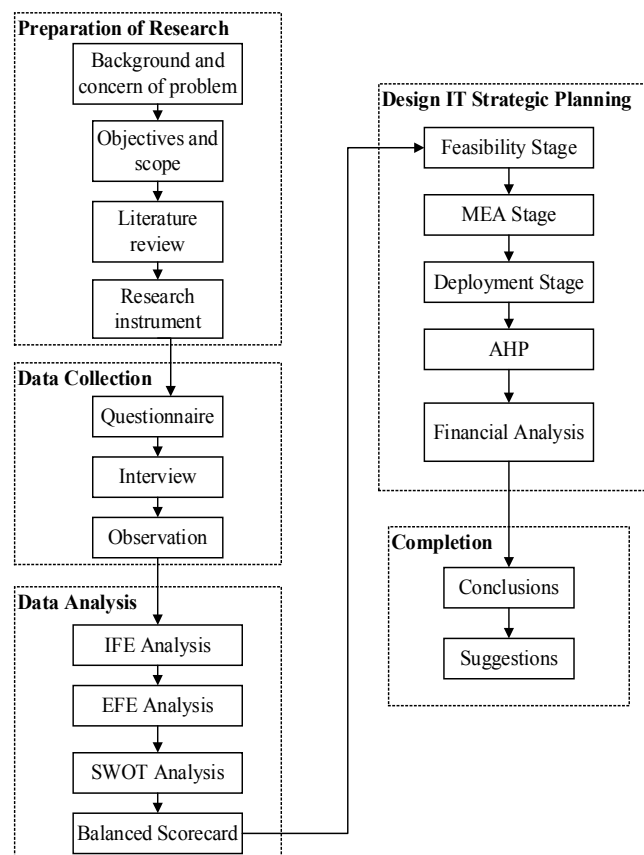 Preparation of Research
Background and
concern of problem
Objectives and
scope
Literature
review
Research
instrument
Data Collection
Questionnaire
Interview
Observation
Data Analysis
IFE Analysis
EFE Analysis
SWOT Analysis
Balanced Scorecard
Design IT Strategic Planning
Feasibility Stage
MEA Stage
Deployment Stage
AHP
Financial Analysis
Completion
Conclusions
Suggestions